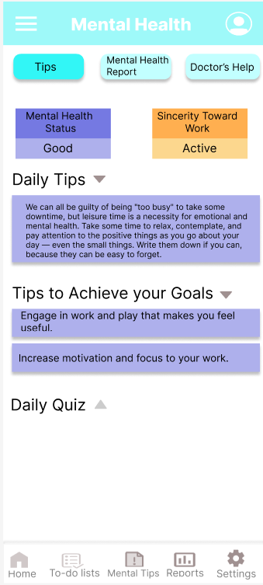 Mental Health
Tips
Mental Health
Report
Doctor's Help
Mental Health
Status
Good
Sincerity Toward
Work
Active
Daily Tips
We can all be guilty of being "too busy" to take some
downtime, but leisure time is a necessity for emotional and
mental health. Take some time to relax, contemplate, and
pay attention to the positive things as you go about your
day — even the small things. Write them down if you can,
because they can be easy to forget.
Tips to Achieve your Goals
Engage in work and play that makes you feel
useful.
Increase motivation and focus to your work.
Daily Quiz
Home
To-do lists
Mental Tips
Reports
Settings